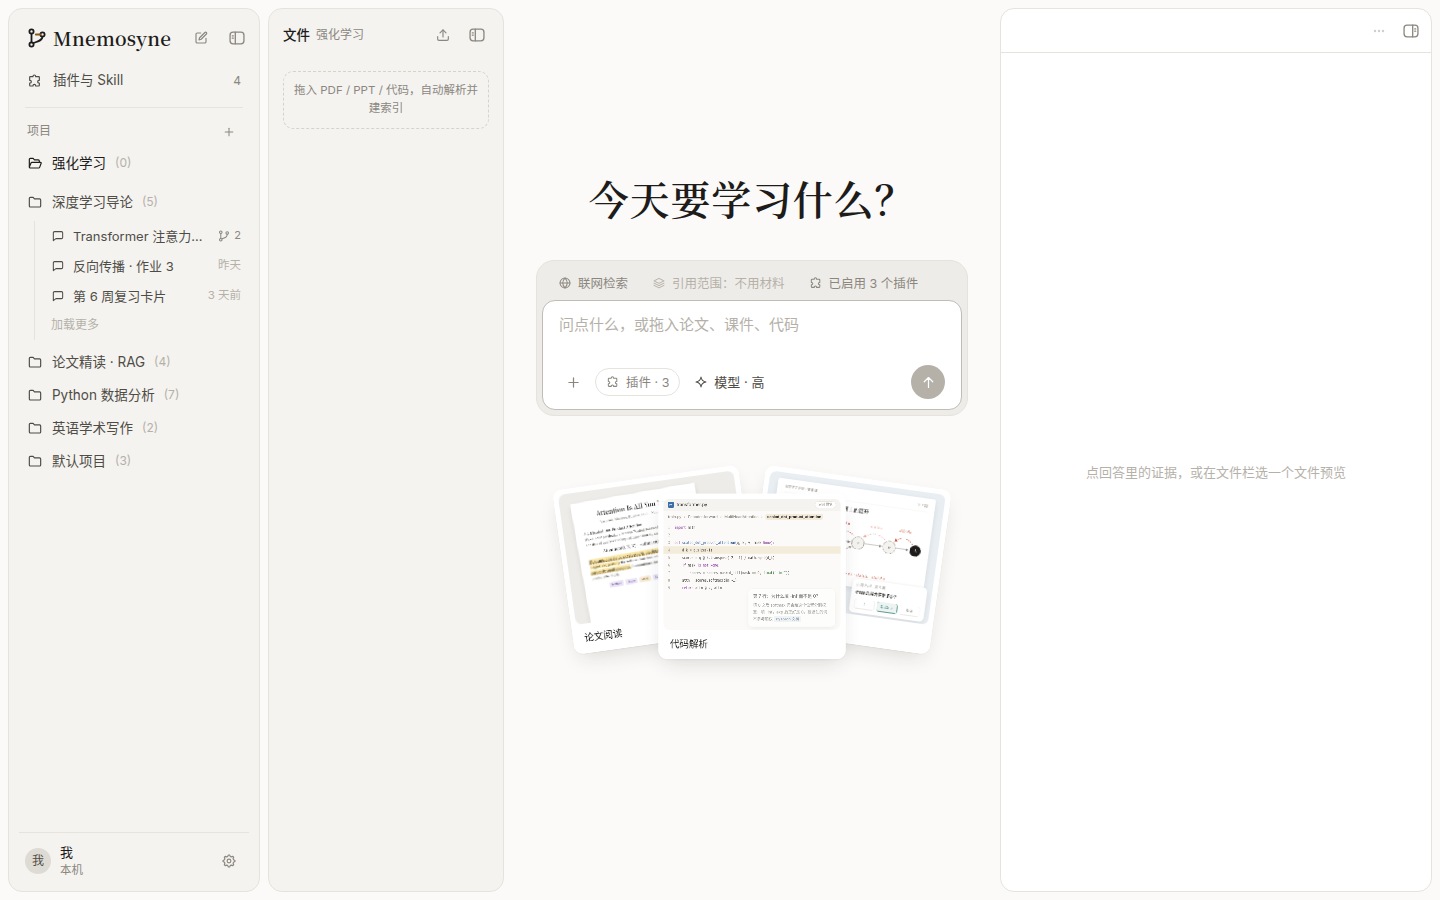 Mnemosyne
插件与 Skill 4
项目
强化学习 (0)
深度学习导论 (5)
Transformer 注意力... 2
反向传播 · 作业 3 昨天
第 6 周复习卡片 3 天前
加载更多
论文精读 · RAG (4)
Python 数据分析 (7)
英语学术写作 (2)
默认项目 (3)
我 我
本机
文件 强化学习
拖入 PDF / PPT / 代码，自动解析并
建索引
今天要学习什么？
联网检索 引用范围：不用材料 已启用 3 个插件
问点什么，或拖入论文、课件、代码
插件 · 3 模型 · 高
Attention Is All You
论文阅读
transformer.py
代码解析
点回答里的证据，或在文件栏选一个文件预览